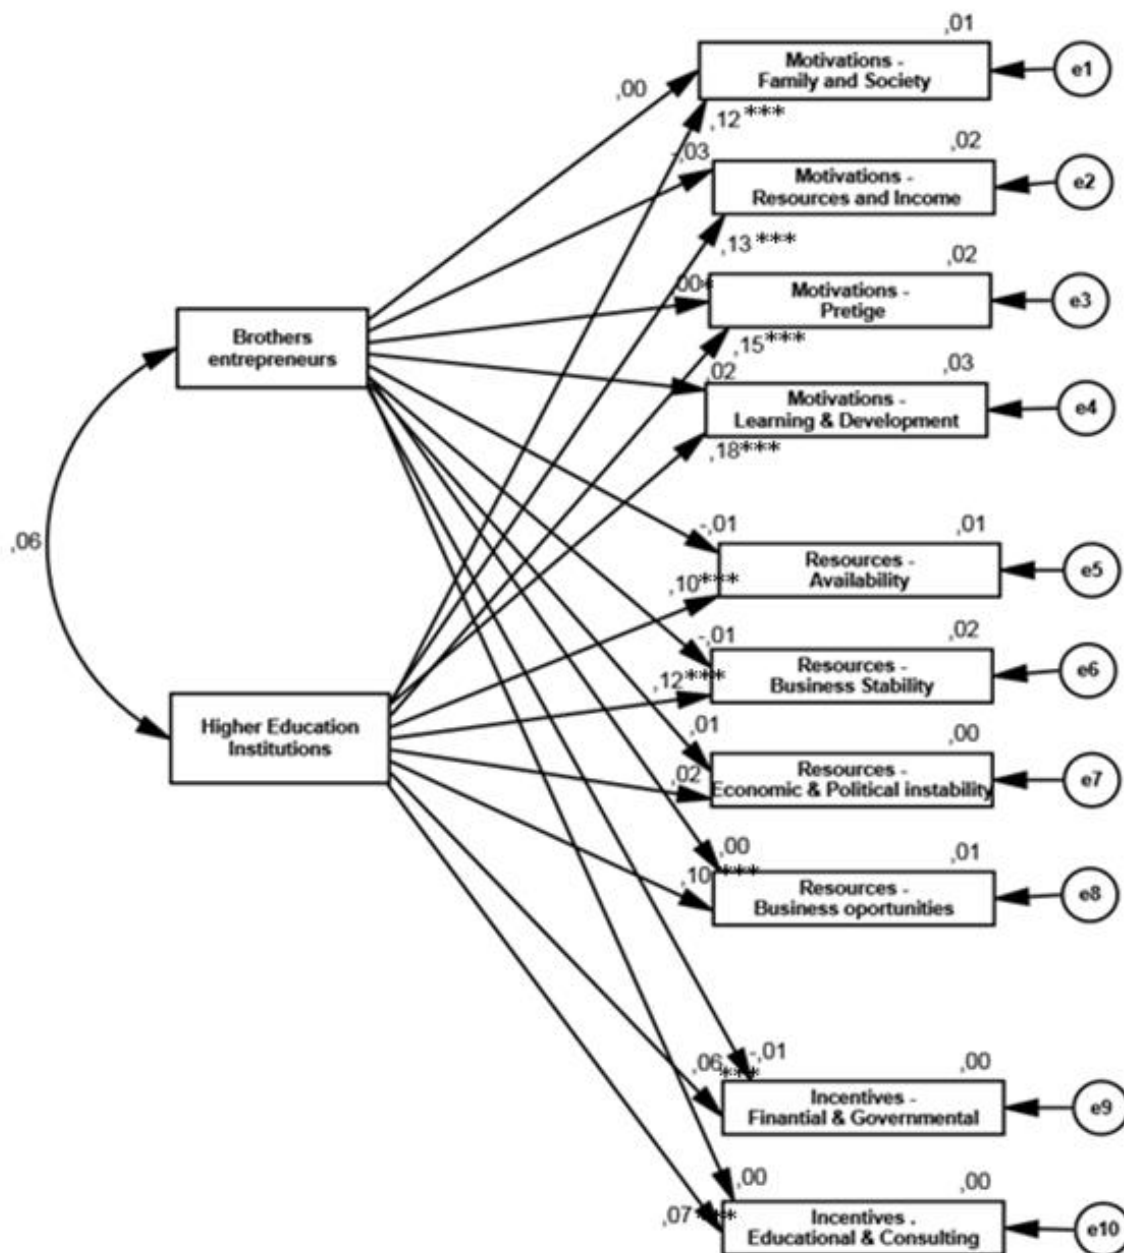 ,01
Motivations -
Family and Society
e1
,00
,12 ***
-,03
,02
Motivations -
Resources and Income
e2
,13 ***
,02
,00*
Motivations -
Pretige
e3
,15 ***
,02
,03
Motivations -
Learning & Development
e4
,18***
Brothers
entrepreneurs
,06
-,01
,01
Resources -
Availability
e5
,10***
-,01
,02
Resources -
Business Stability
e6
,12***
Higher Education
Institutions
,01
,00
Resources -
Economic & Political instability
e7
,02
,00
,01
,10 ***
Resources -
Business oportunities
e8
,06 ***
-,01
,00
Incentives -
Finantial & Governmental
e9
,00
,00
,07 ***
Incentives .
Educational & Consulting
e10